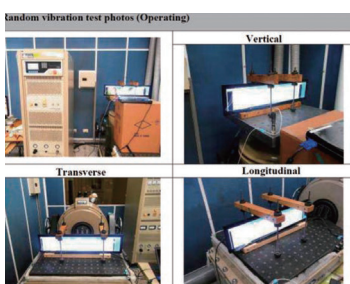 Random vibration test photos (Operating)
Vertical
Transverse
Longitudinal